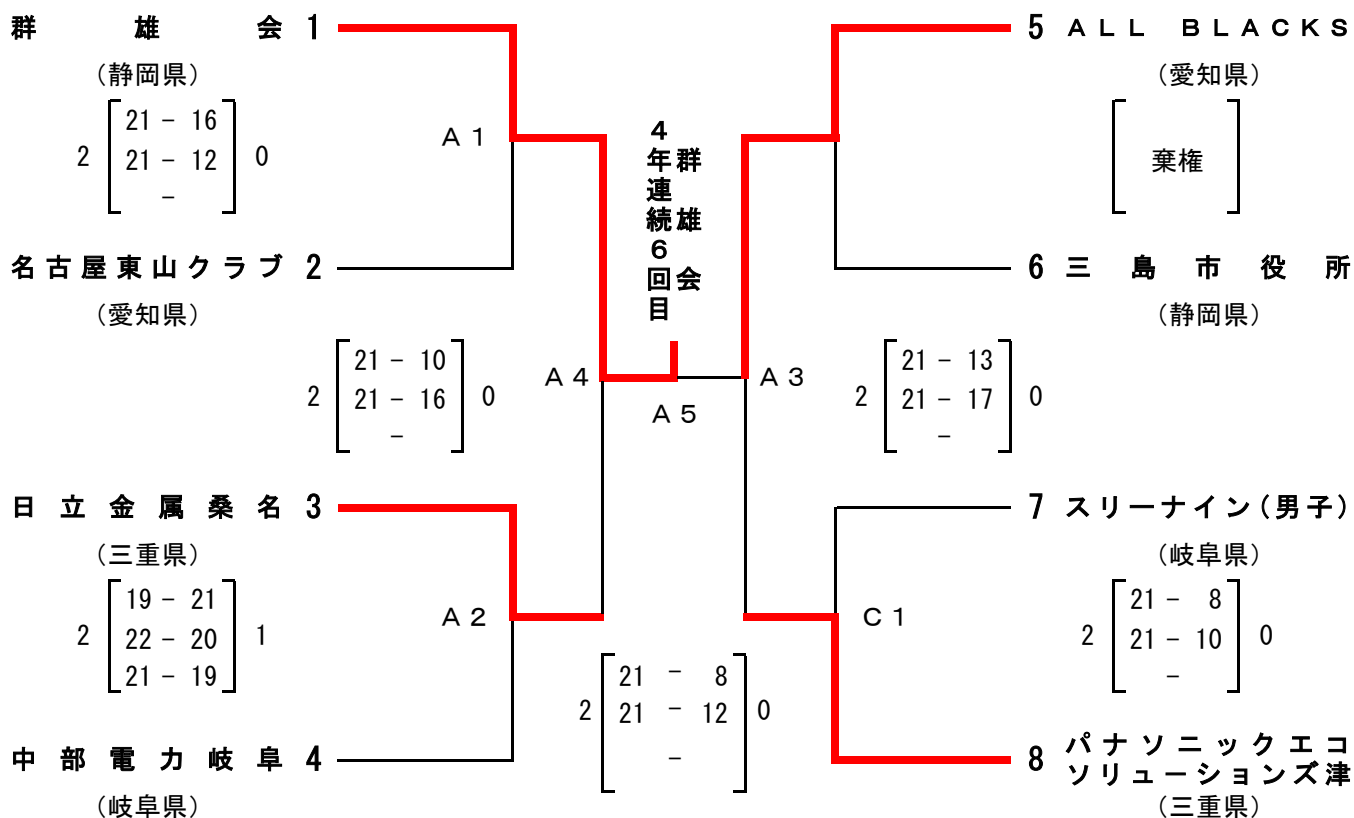 群雄会 1
(静岡県)
2 [21 - 16] 0
21 - 12
-
A1
名古屋東山クラブ 2
(愛知県)
2 [21 - 10] 0
21 - 16
-
A4
日立金属桑名 3
(三重県)
2 [19 - 21] 1
22 - 20
21 - 19
A2
中部電力岐阜 4
(岐阜県)
群雄会
4年連続6回目
A5
2 [21 - 8] 0
21 - 12
-
5 ALL BLACKS
(愛知県)
[棄権]
6 三島市役所
(静岡県)
A3
2 [21 - 13] 0
21 - 17
-
7 スリーナイン(男子)
(岐阜県)
C1
2 [21 - 8] 0
21 - 10
-
8 パナソニックエコ
ソリューションズ津
(三重県)